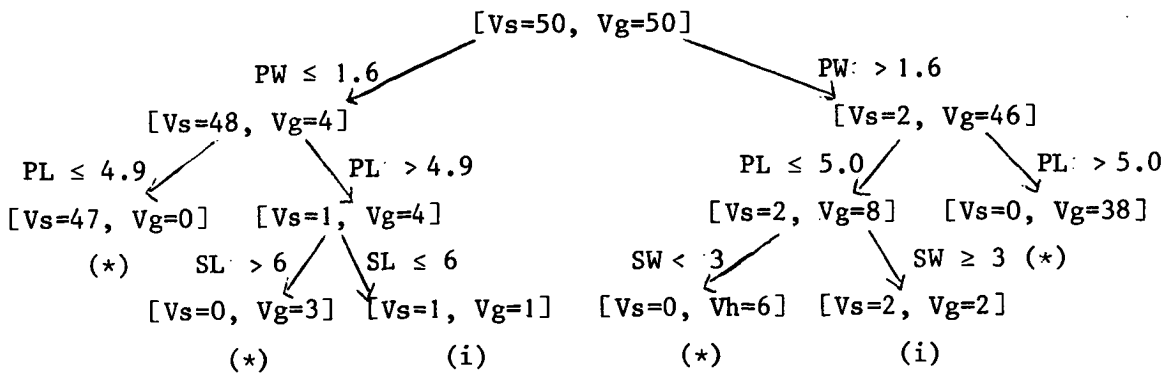 [Vs=50, Vg=50]
PW ≤ 1.6 PW: > 1.6
[Vs=48, Vg=4] [Vs=2, Vg=46]
PL ≤ 4.9 PL > 4.9 PL ≤ 5.0 PL: > 5.0
[Vs=47, Vg=0] [Vs=1, Vg=4] [Vs=2, Vg=8] [Vs=0, Vg=38]
(*) SL > 6 SL ≤ 6 SW < 3 SW ≥ 3 (*)
[Vs=0, Vg=3] [Vs=1, Vg=1] [Vs=0, Vh=6] [Vs=2, Vg=2]
(*) (i) (*) (i)